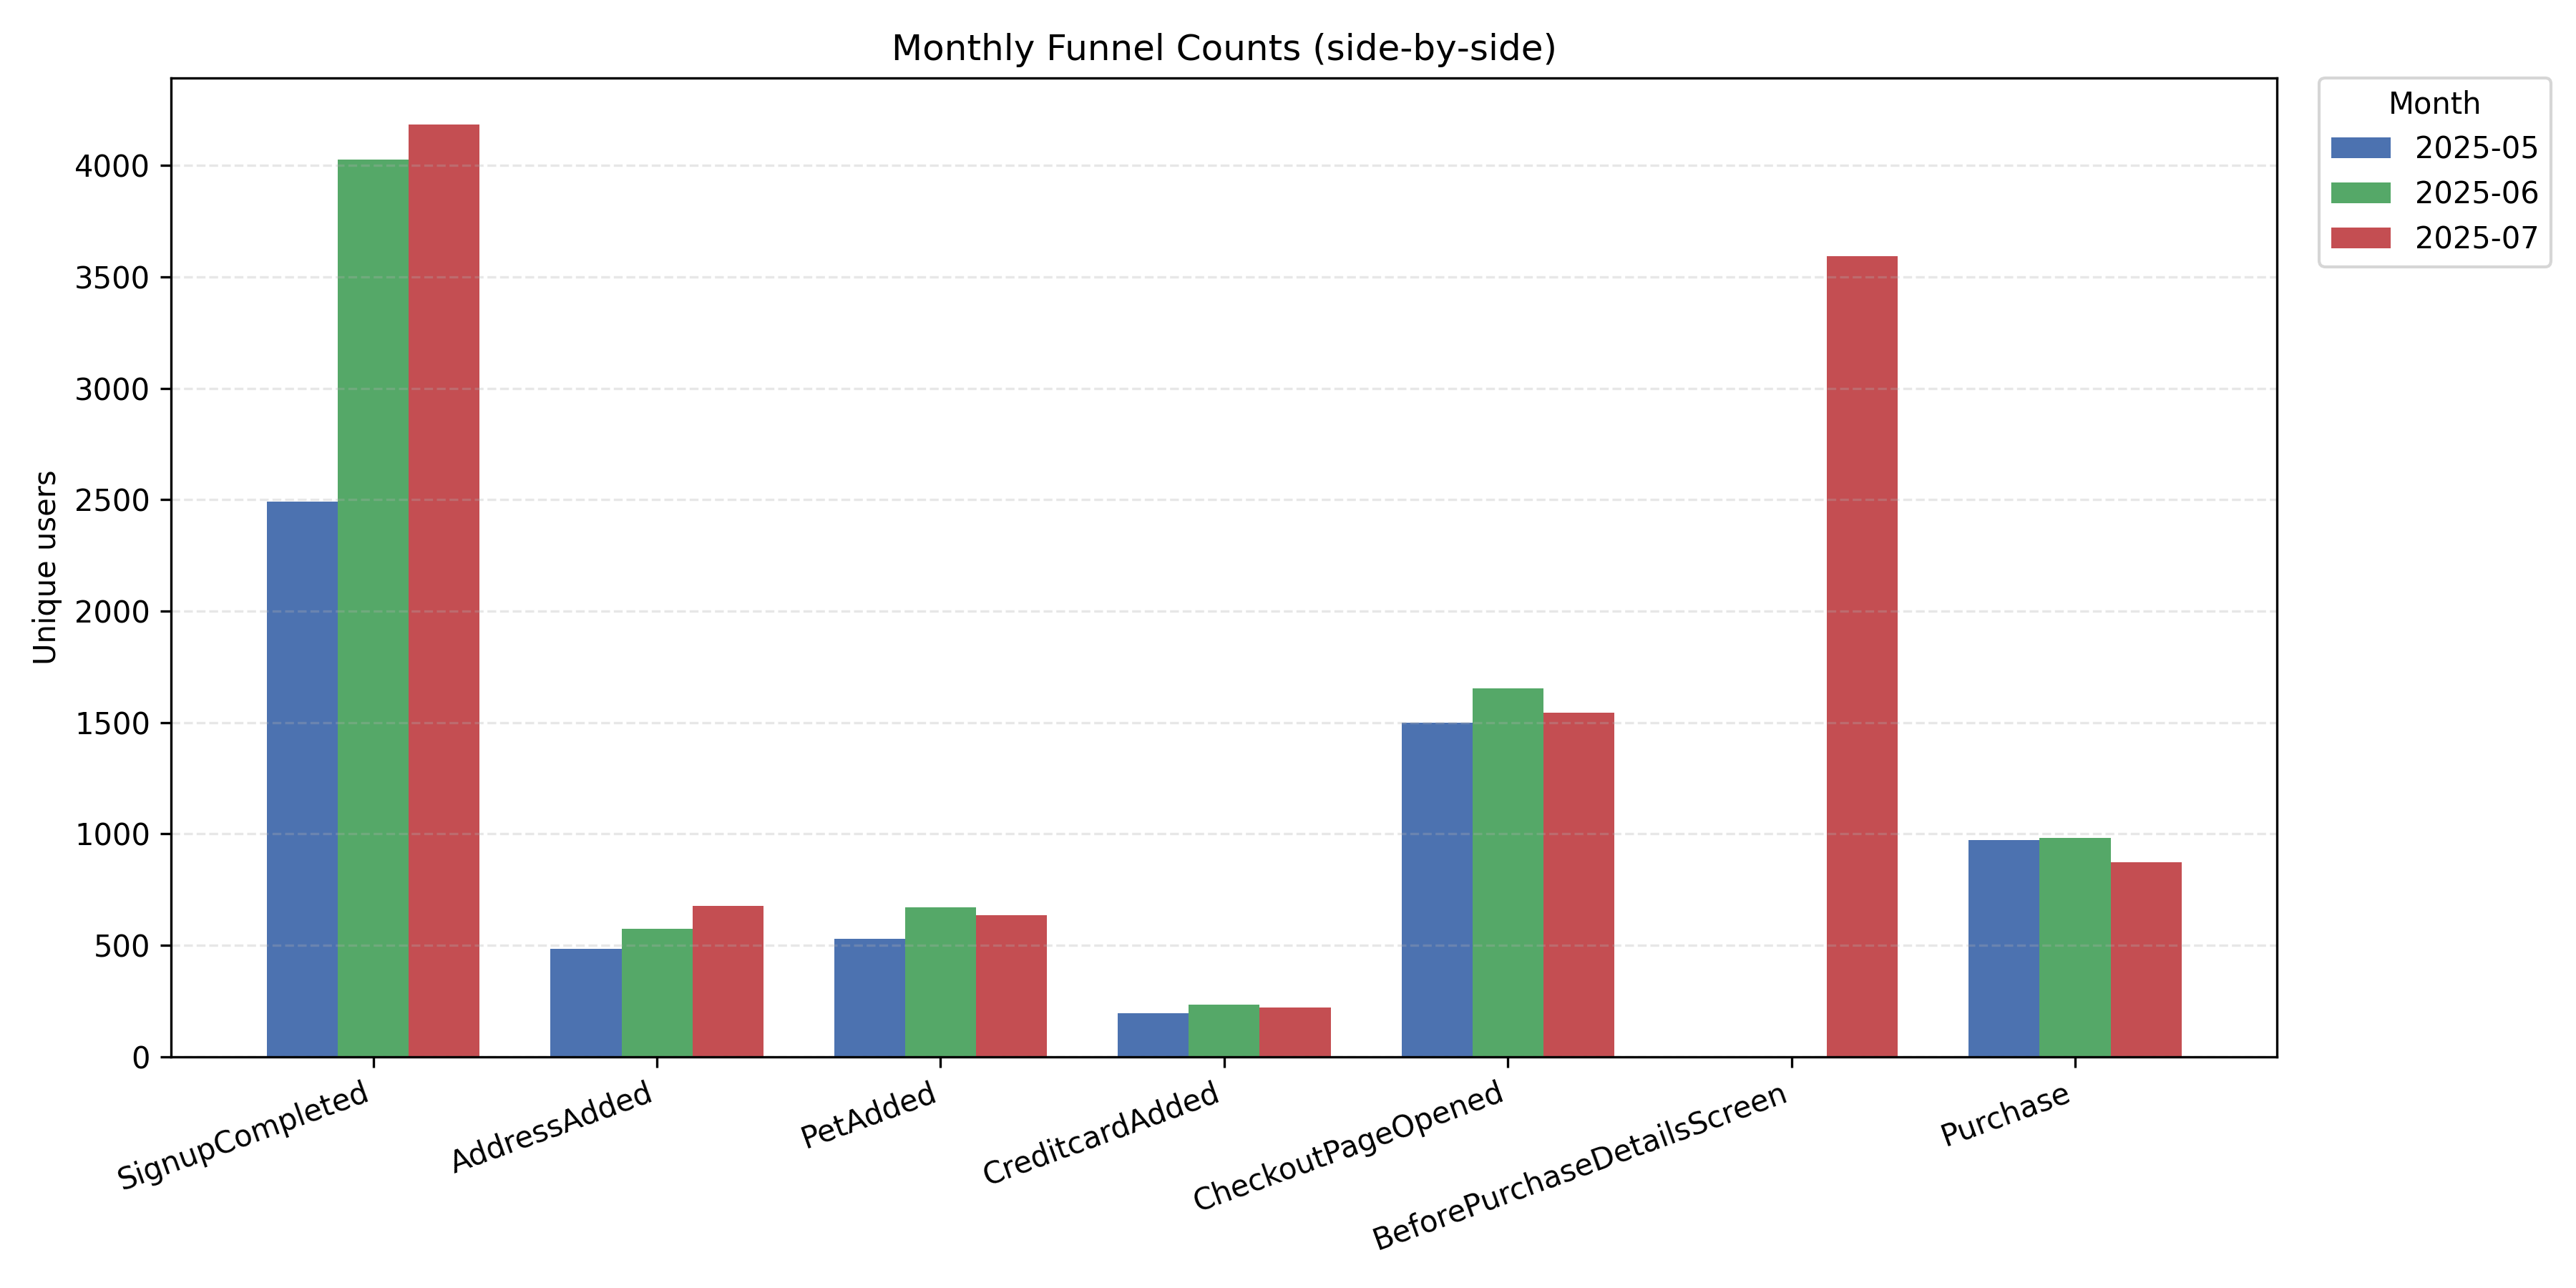 Monthly Funnel Counts (side-by-side)
Month
2025-05
2025-06
2025-07
Unique users
4000
3500
3000
2500
2000
1500
1000
500
0
SignupCompleted
AddressAdded
PetAdded
CreditcardAdded
CheckoutPageOpened
BeforePurchaseDetailsScreen
Purchase